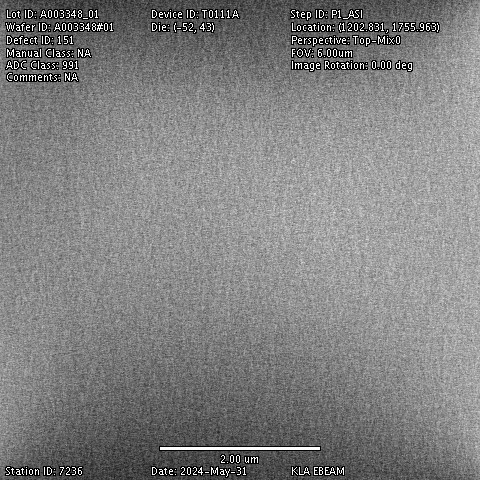 Lot ID: A003348_01 Device ID: T0111A Step ID: P1_ASI
Wafer ID: A003348#01 Die: (-52, 43) Location: (1202.831, 1755.963)
Defect ID: 151 Perspective: Top-Mix0
Manual Class: NA FOV: 6.00um
ADC Class: 991 Image Rotation: 0.00 deg
Comments: NA
2.00 um
Station ID: 7236 Date: 2024-May-31 KLA EBEAM